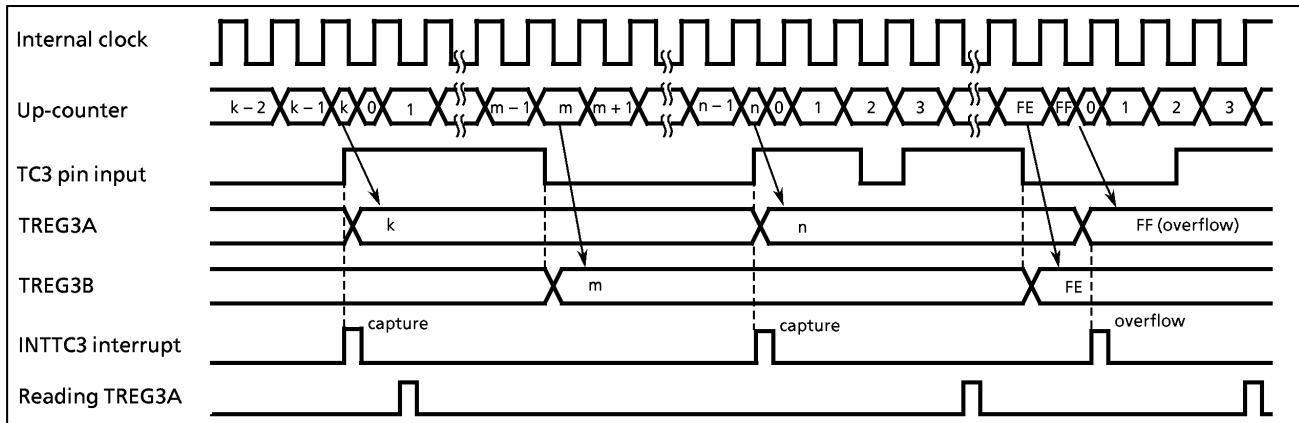 Internal clock
Up-counter k – 2 k – 1 k 0 1 m – 1 m m + 1 n – 1 n 0 1 2 3 FE FF 0 1 2 3
TC3 pin input
TREG3A k n FF (overflow)
TREG3B m FE
INTTC3 interrupt capture capture overflow
Reading TREG3A